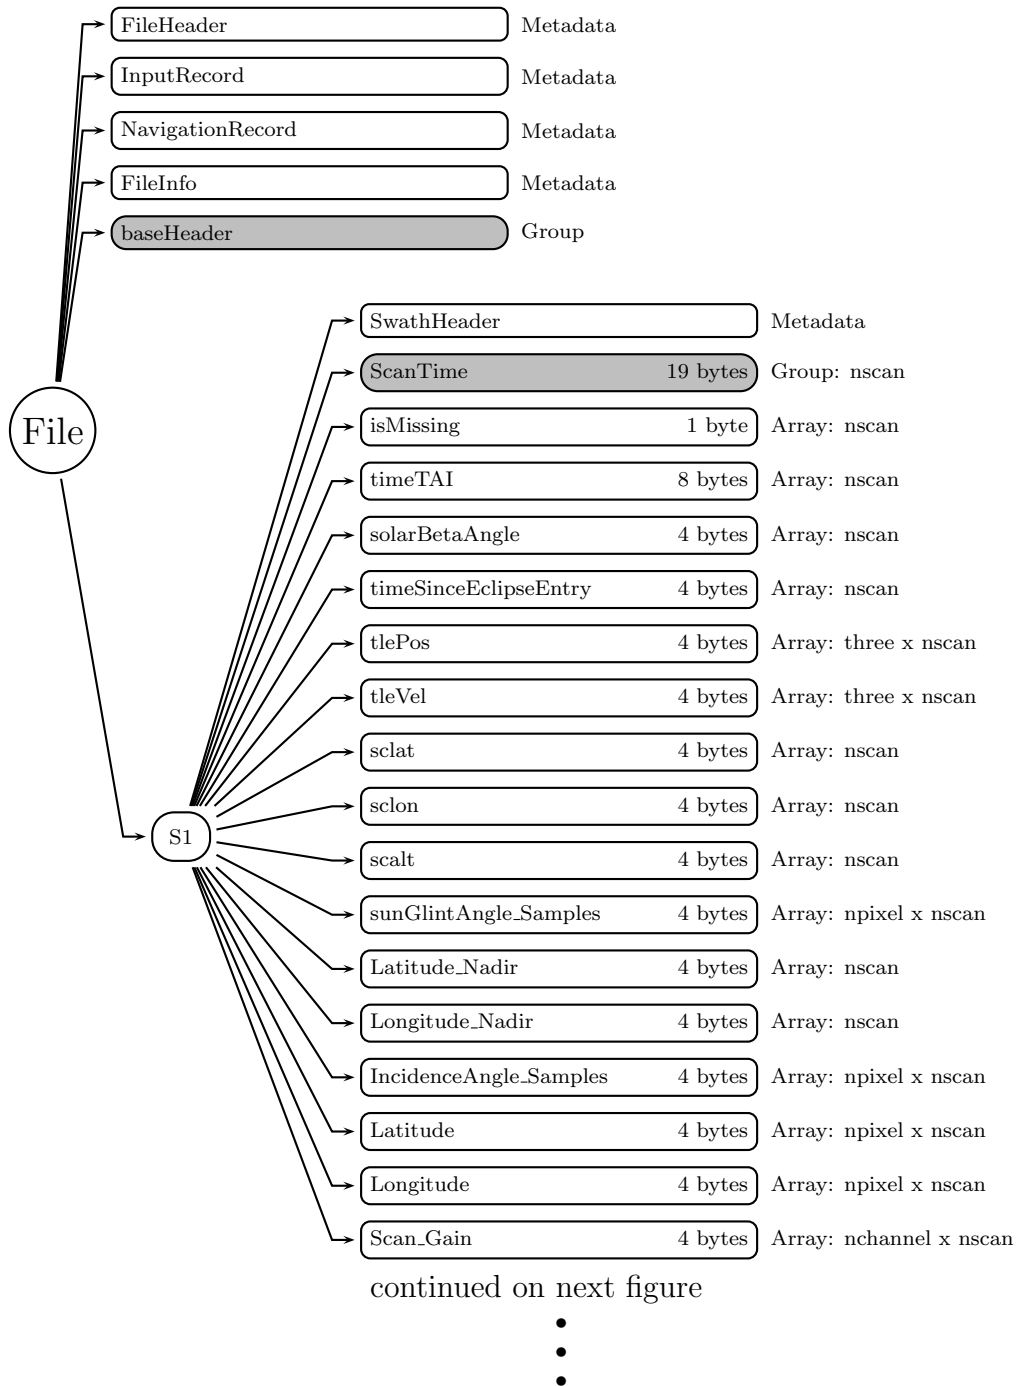 FileHeader Metadata
InputRecord Metadata
NavigationRecord Metadata
FileInfo Metadata
baseHeader Group
SwathHeader Metadata
ScanTime 19 bytes Group: nscan
File
isMissing 1 byte Array: nscan
timeTAI 8 bytes Array: nscan
solarBetaAngle 4 bytes Array: nscan
timeSinceEclipseEntry 4 bytes Array: nscan
tlePos 4 bytes Array: three x nscan
tleVel 4 bytes Array: three x nscan
sclat 4 bytes Array: nscan
sclon 4 bytes Array: nscan
S1
scalt 4 bytes Array: nscan
sunGlintAngle_Samples 4 bytes Array: npixel x nscan
Latitude_Nadir 4 bytes Array: nscan
Longitude_Nadir 4 bytes Array: nscan
IncidenceAngle_Samples 4 bytes Array: npixel x nscan
Latitude 4 bytes Array: npixel x nscan
Longitude 4 bytes Array: npixel x nscan
Scan_Gain 4 bytes Array: nchannel x nscan
continued on next figure